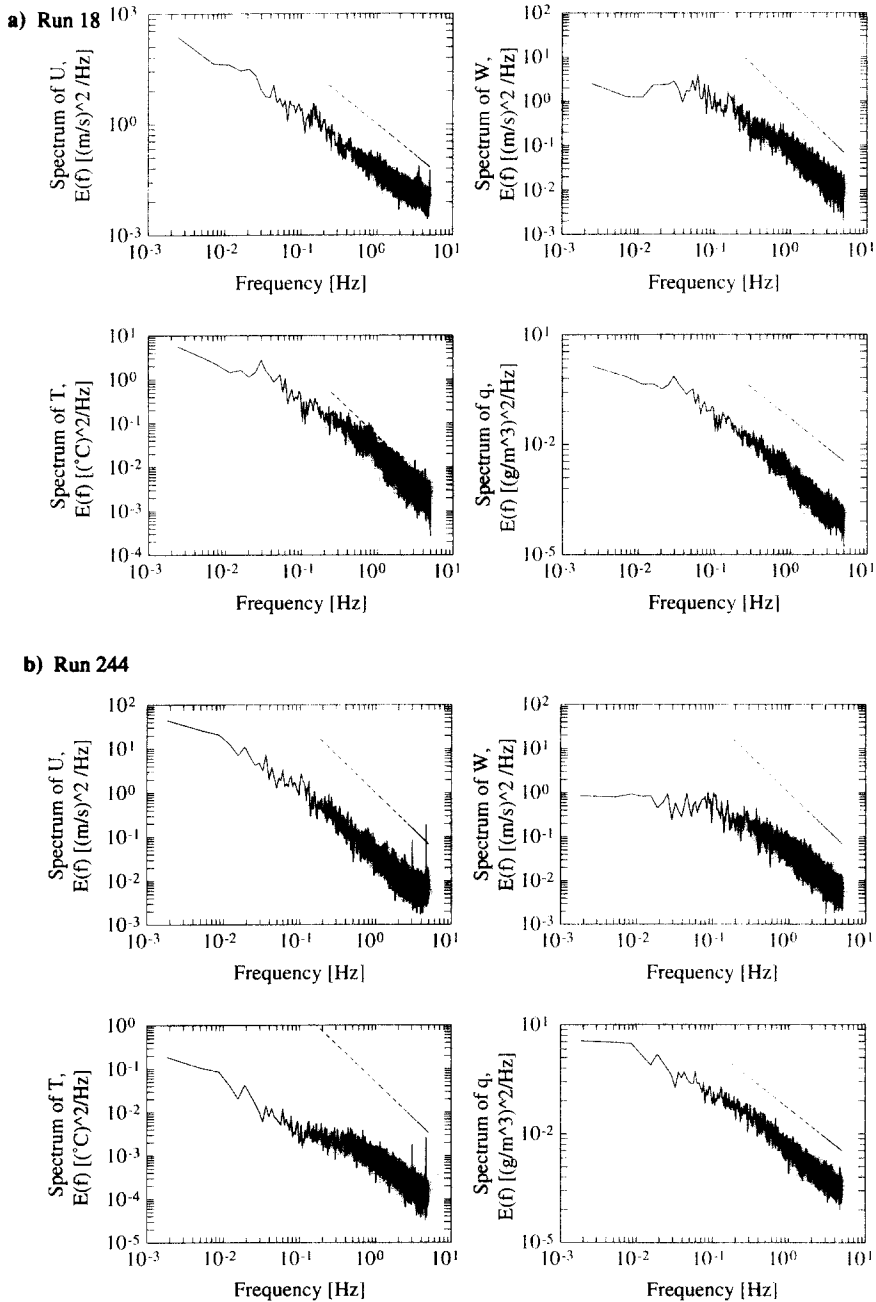 a) Run 18
Spectrum of U,
E(f) [(m/s)^2 /Hz]
10^3
10^0
10^-3
10^-3 10^-2 10^-1 10^0 10^1
Frequency [Hz]
Spectrum of W,
E(f) [(m/s)^2 /Hz]
10^2
10^1
10^0
10^-1
10^-2
10^-3
10^-3 10^-2 10^-1 10^0 10^1
Frequency [Hz]
Spectrum of T,
E(f) [(°C)^2/Hz]
10^1
10^0
10^-1
10^-2
10^-3
10^-4
10^-3 10^-2 10^-1 10^0 10^1
Frequency [Hz]
Spectrum of q,
E(f) [(g/m^3)^2/Hz]
10^1
10^-2
10^-5
10^-3 10^-2 10^-1 10^0 10^1
Frequency [Hz]
b) Run 244
Spectrum of U,
E(f) [(m/s)^2 /Hz]
10^2
10^1
10^0
10^-1
10^-2
10^-3
10^-3 10^-2 10^-1 10^0 10^1
Frequency [Hz]
Spectrum of W,
E(f) [(m/s)^2 /Hz]
10^2
10^1
10^0
10^-1
10^-2
10^-3
10^-3 10^-2 10^-1 10^0 10^1
Frequency [Hz]
Spectrum of T,
E(f) [(°C)^2/Hz]
10^0
10^-1
10^-2
10^-3
10^-4
10^-5
10^-3 10^-2 10^-1 10^0 10^1
Frequency [Hz]
Spectrum of q,
E(f) [(g/m^3)^2/Hz]
10^1
10^-2
10^-5
10^-3 10^-2 10^-1 10^0 10^1
Frequency [Hz]